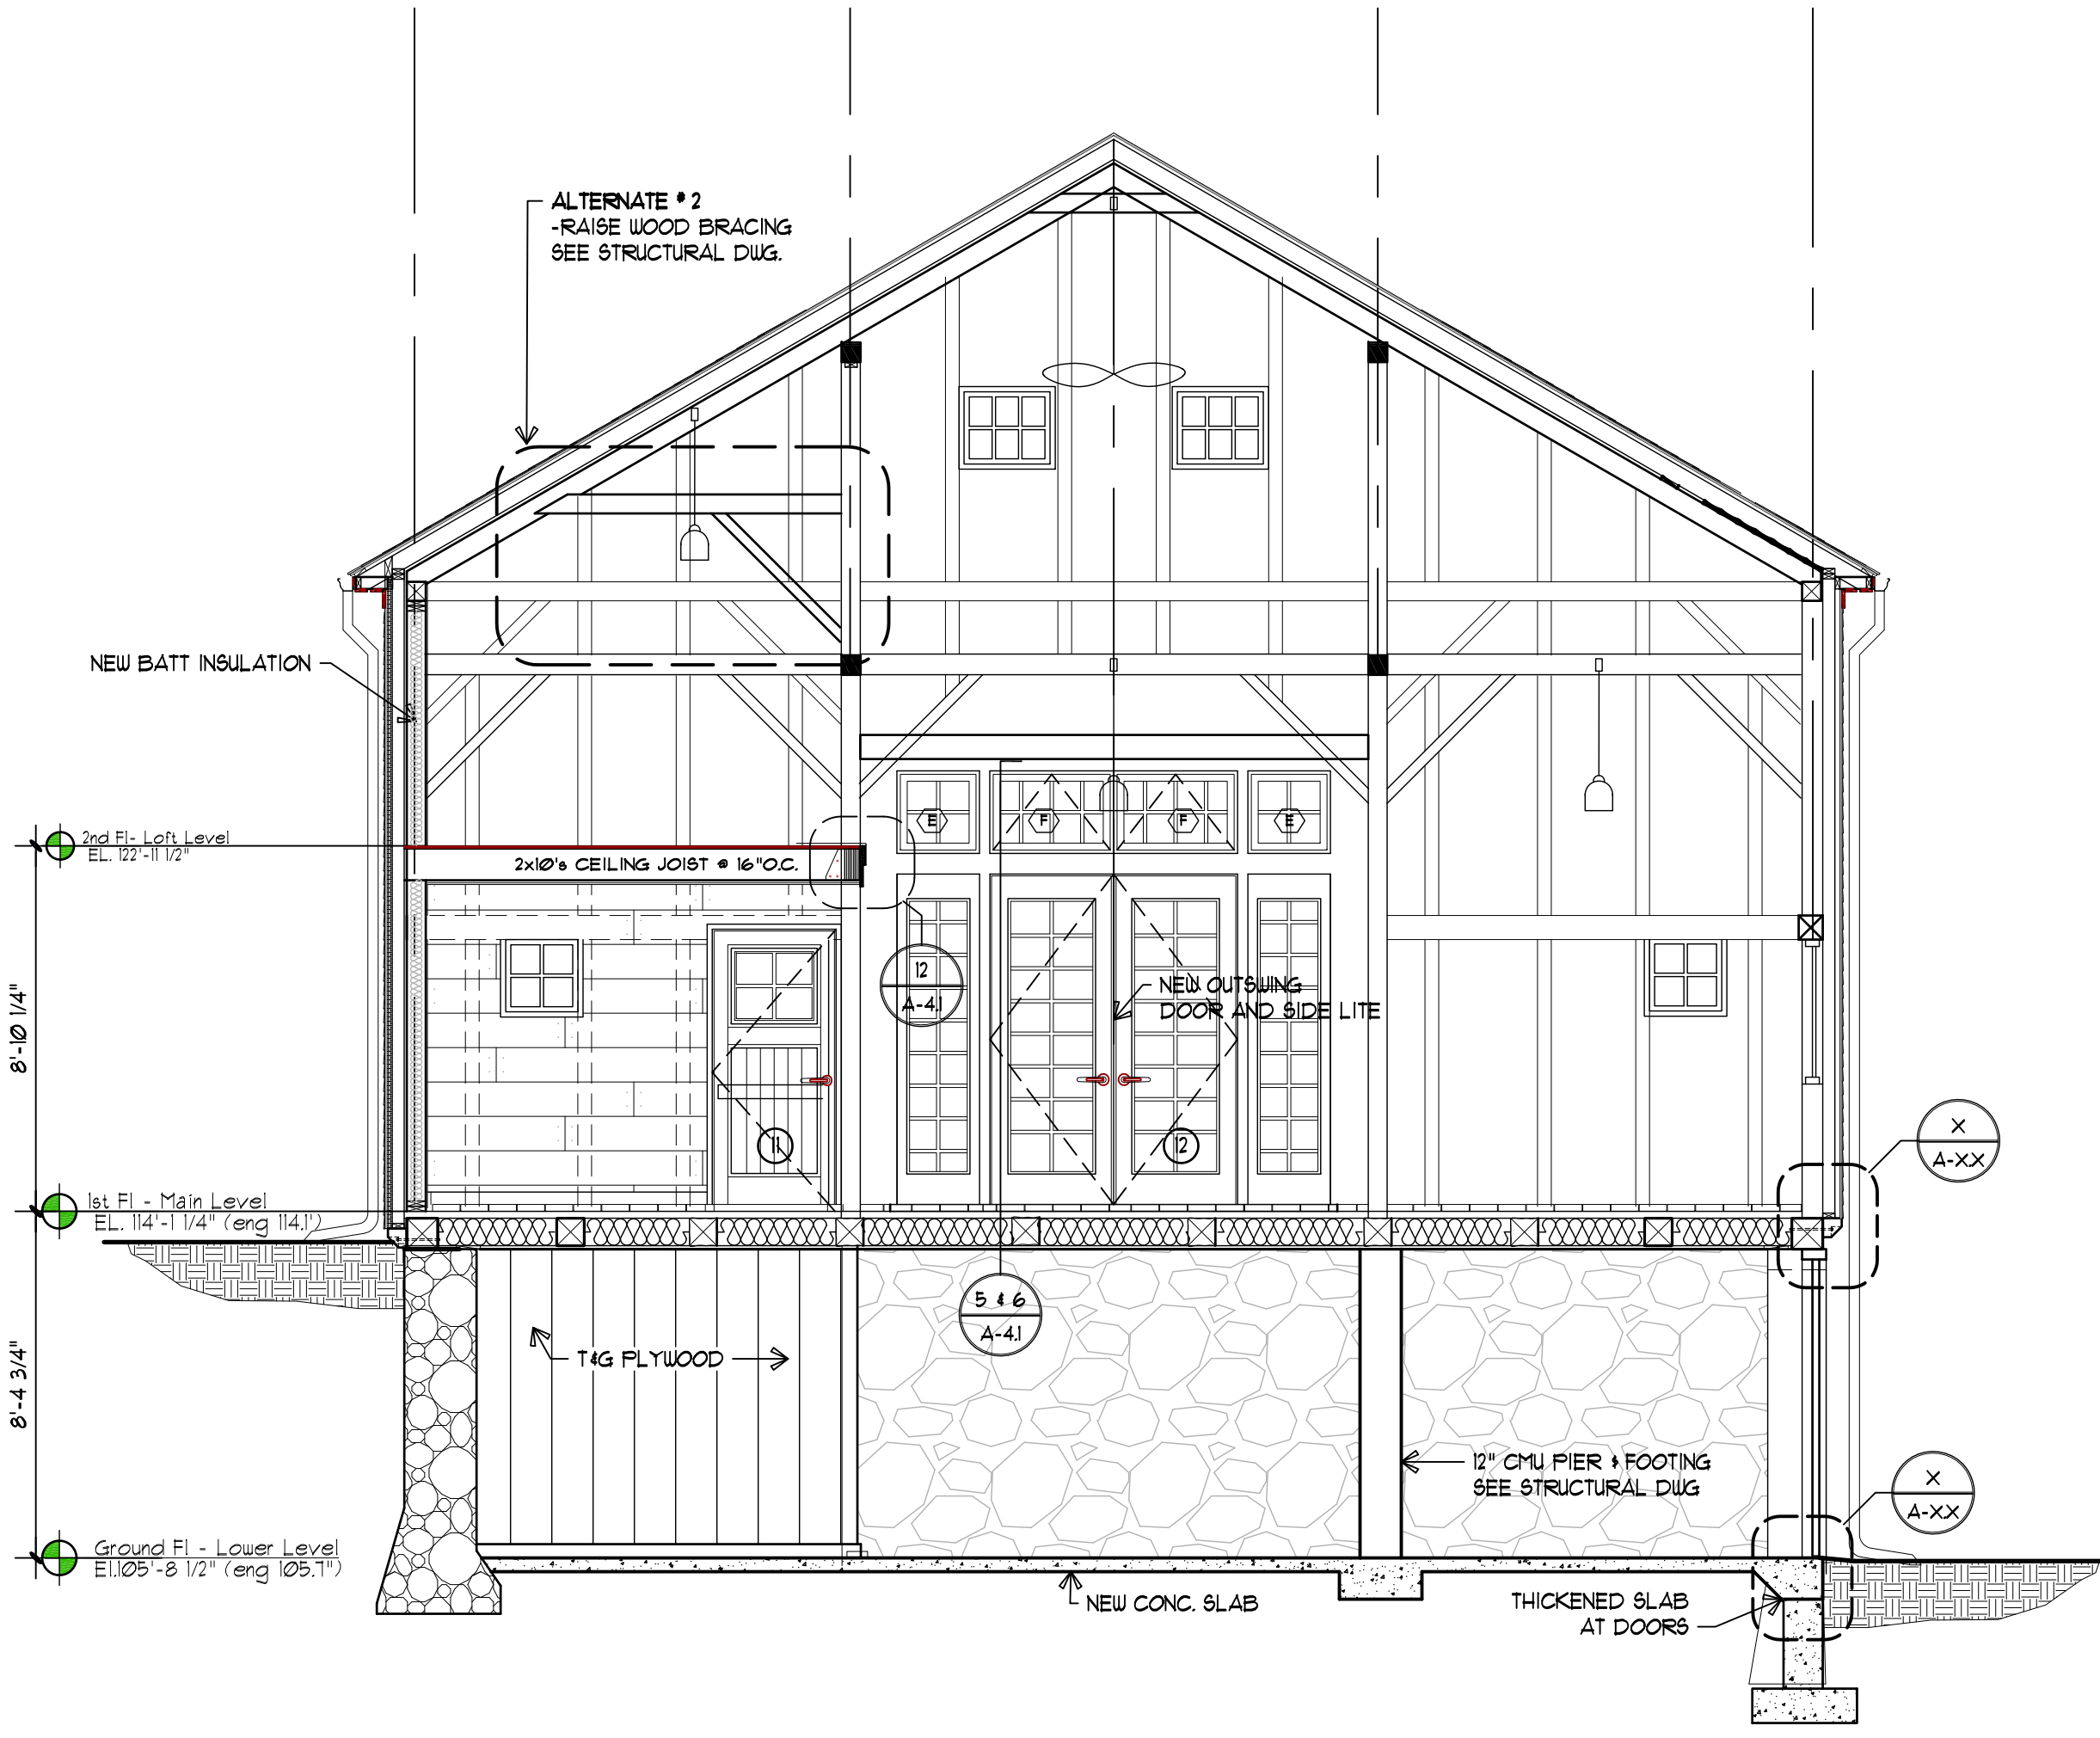 ALTERNATE # 2
-RAISE WOOD BRACING
SEE STRUCTURAL DWG.
NEW BATT INSULATION
2nd Fl- Loft Level
EL. 122'-11 1/2"
2x10's CEILING JOIST @ 16"O.C.
E
F
F
E
12
A-4.1
NEW OUTSWING
DOOR AND SIDE LITE
8'-10 1/4"
11
12
X
A-X.X
1st Fl - Main Level
EL. 114'-1 1/4" (eng 114.1')
5 & 6
A-4.1
T&G PLYWOOD
8'-4 3/4"
12" CMU PIER & FOOTING
SEE STRUCTURAL DWG
X
A-X.X
Ground Fl - Lower Level
El.105'-8 1/2" (eng 105.7")
NEW CONC. SLAB
THICKENED SLAB
AT DOORS